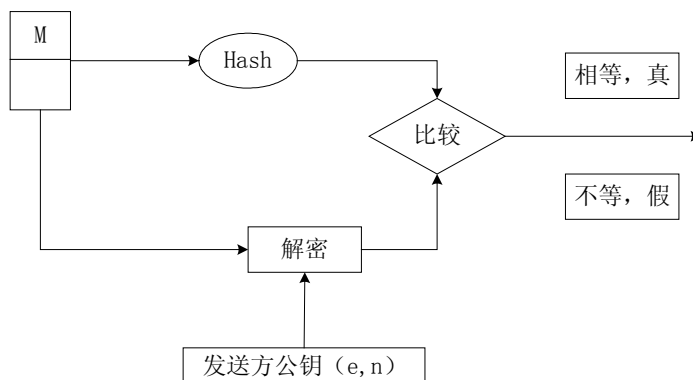 M
Hash
相等，真
比较
不等，假
解密
发送方公钥（e,n）